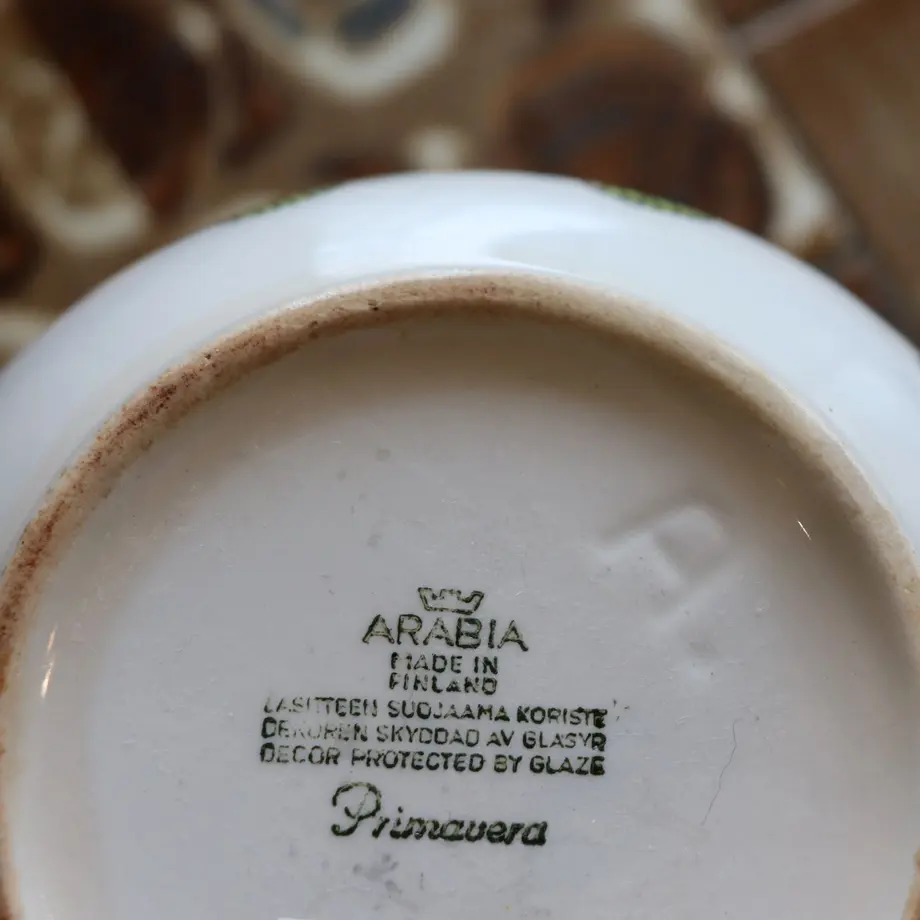 ARABIA
MADE IN
FINLAND
LASITTEEN SUOJAAMA KORISTE
DEKOREN SKYDDAD AV GLASYR
DECOR PROTECTED BY GLAZE
Primavera